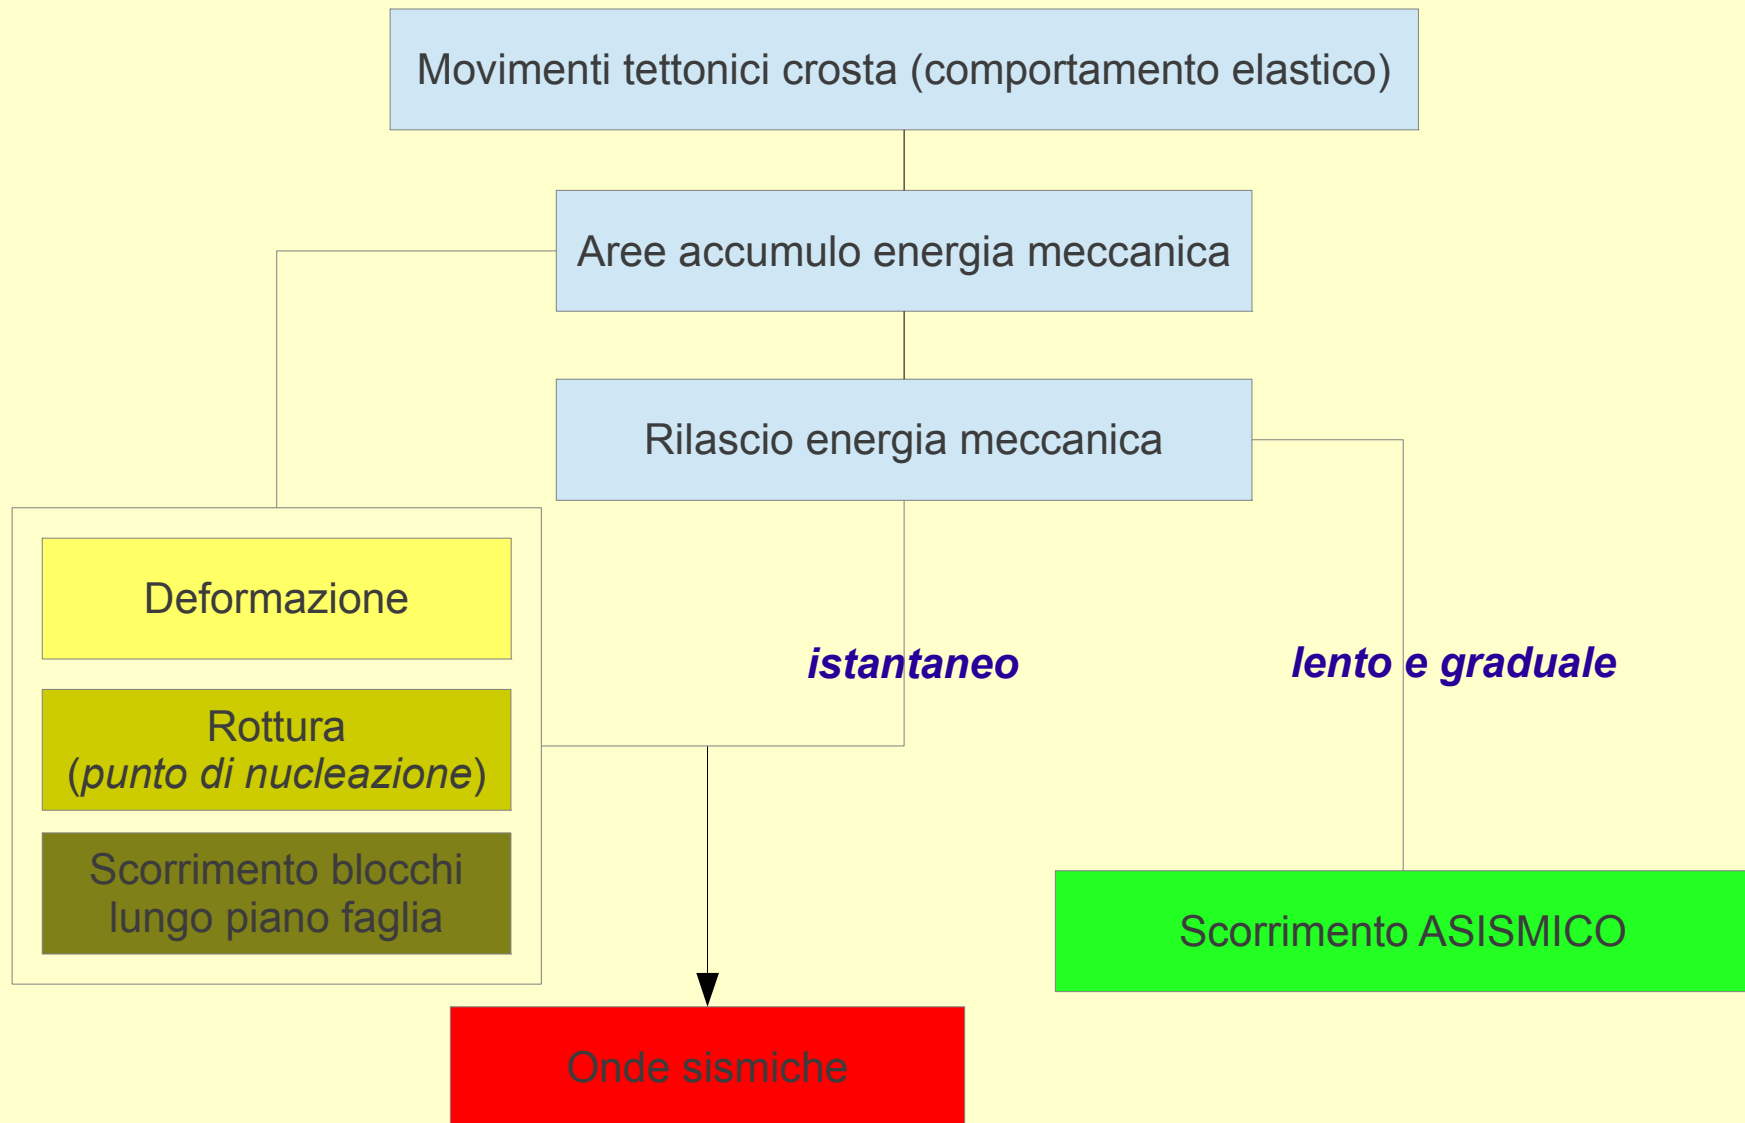 Movimenti tettonici crosta (comportamento elastico)
Aree accumulo energia meccanica
Rilascio energia meccanica
Deformazione
Rottura
(punto di nucleazione)
Scorrimento blocchi
lungo piano faglia
istantaneo
lento e graduale
Scorrimento ASISMICO
Onde sismiche